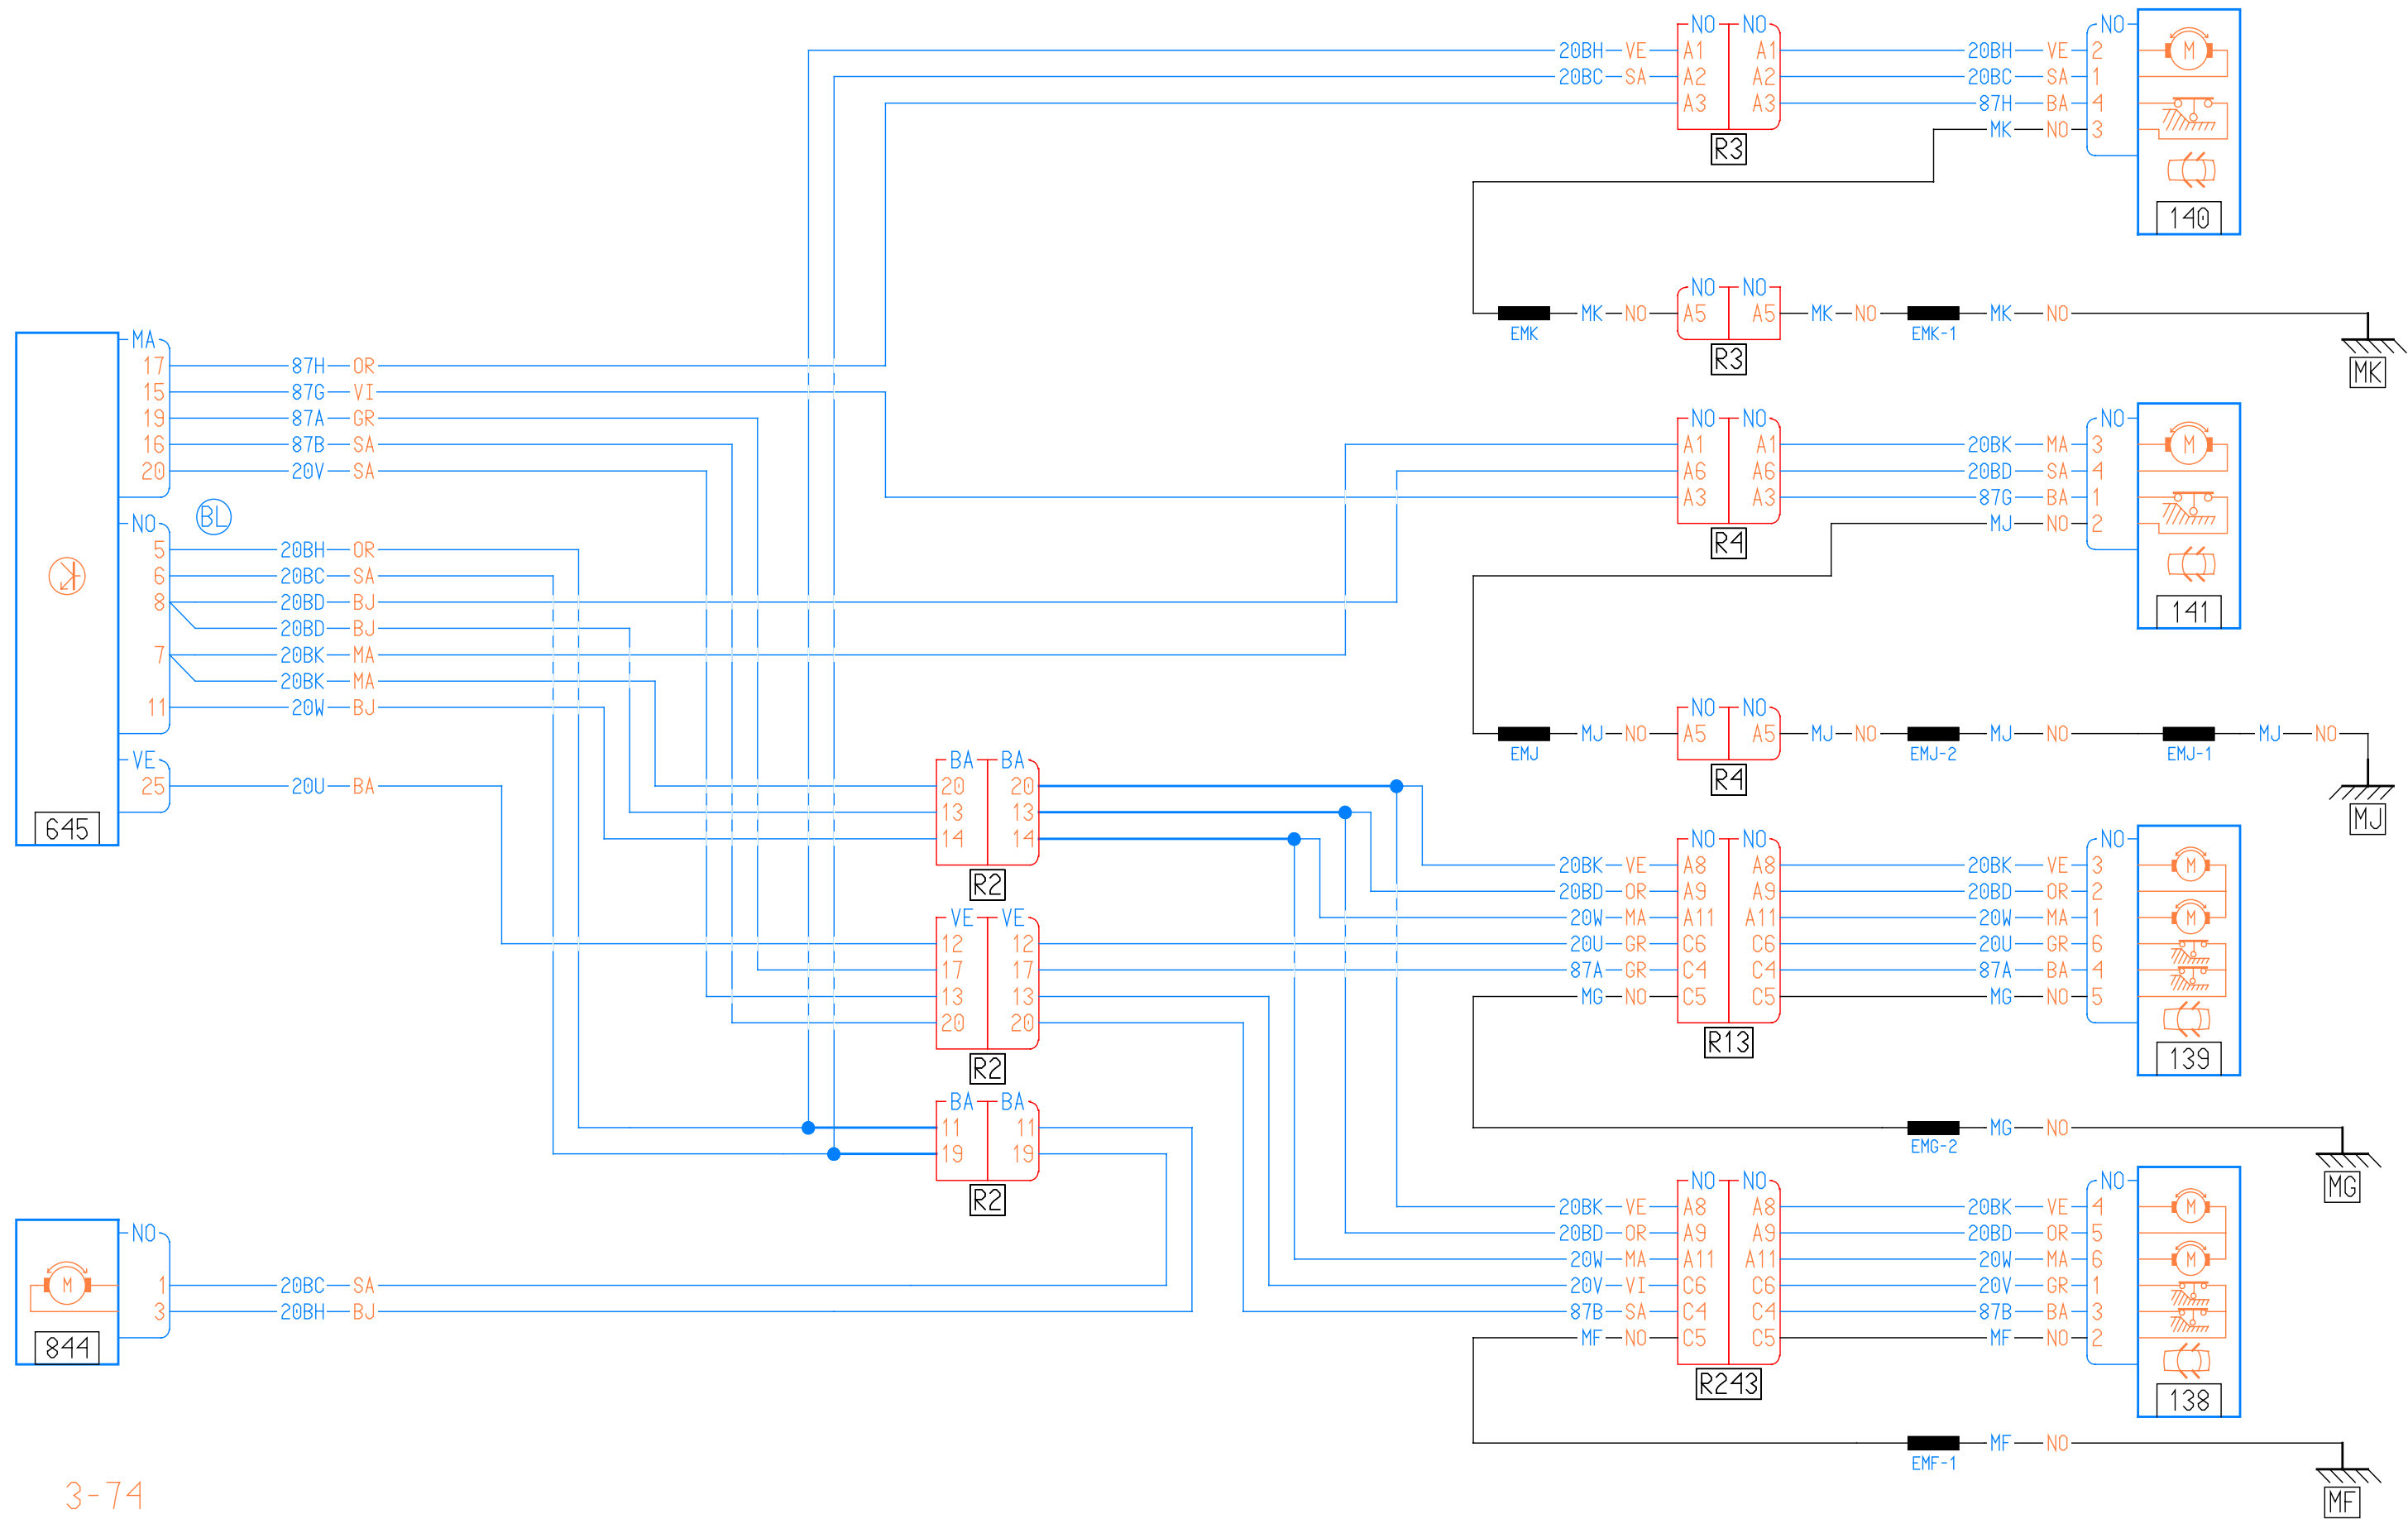 NO NO NO
20BH VE A1 A1 20BH VE 2 M
20BC SA A2 A2 20BC SA 1
A3 A3 87H BA 4
MK NO 3
R3
140
NO NO
EMK MK NO A5 A5 MK NO EMK-1 MK NO
R3
MK
MA
17 87H OR
15 87G VI
19 87A GR
16 87B SA
20 20V SA
NO NO NO
A1 A1 20BK MA 3 M
A6 A6 20BD SA 4
A3 A3 87G BA 1
MJ NO 2
R4
141
BL
NO
5 20BH OR
6 20BC SA
8 20BD BJ
20BD BJ
7 20BK MA
20BK MA
11 20W BJ
VE
25 20U BA
645
NO NO
EMJ MJ NO A5 A5 MJ NO EMJ-2 MJ NO EMJ-1 MJ NO
R4
MJ
BA BA
20 20
13 13
14 14
R2
VE VE
12 12
17 17
13 13
20 20
R2
BA BA
11 11
19 19
R2
NO NO NO
20BK VE A8 A8 20BK VE 3 M
20BD OR A9 A9 20BD OR 2
20W MA A11 A11 20W MA 1 M
20U GR C6 C6 20U GR 6
87A GR C4 C4 87A BA 4
MG NO C5 C5 MG NO 5
R13
139
EMG-2 MG NO
MG
NO NO NO
20BK VE A8 A8 20BK VE 4 M
20BD OR A9 A9 20BD OR 5
20W MA A11 A11 20W MA 6 M
20V VI C6 C6 20V GR 1
87B SA C4 C4 87B BA 3
MF NO C5 C5 MF NO 2
R243
138
EMF-1 MF NO
MF
NO
M 1 20BC SA
3 20BH BJ
844
3-74